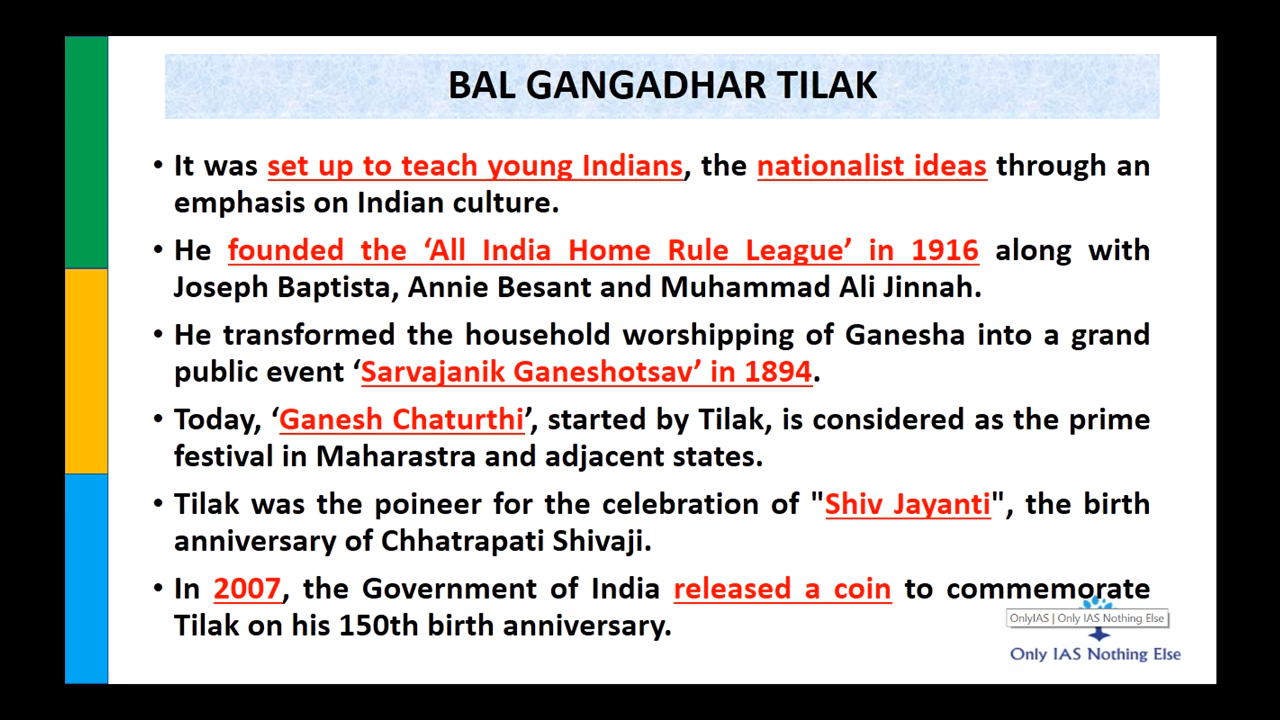 BAL GANGADHAR TILAK
• It was set up to teach young Indians, the nationalist ideas through an
emphasis on Indian culture.
• He founded the ‘All India Home Rule League’ in 1916 along with
Joseph Baptista, Annie Besant and Muhammad Ali Jinnah.
• He transformed the household worshipping of Ganesha into a grand
public event ‘Sarvajanik Ganeshotsav’ in 1894.
• Today, ‘Ganesh Chaturthi’, started by Tilak, is considered as the prime
festival in Maharastra and adjacent states.
• Tilak was the poineer for the celebration of "Shiv Jayanti", the birth
anniversary of Chhatrapati Shivaji.
• In 2007, the Government of India released a coin to commemorate
Tilak on his 150th birth anniversary.
OnlyIAS | Only IAS Nothing Else
Only IAS Nothing Else